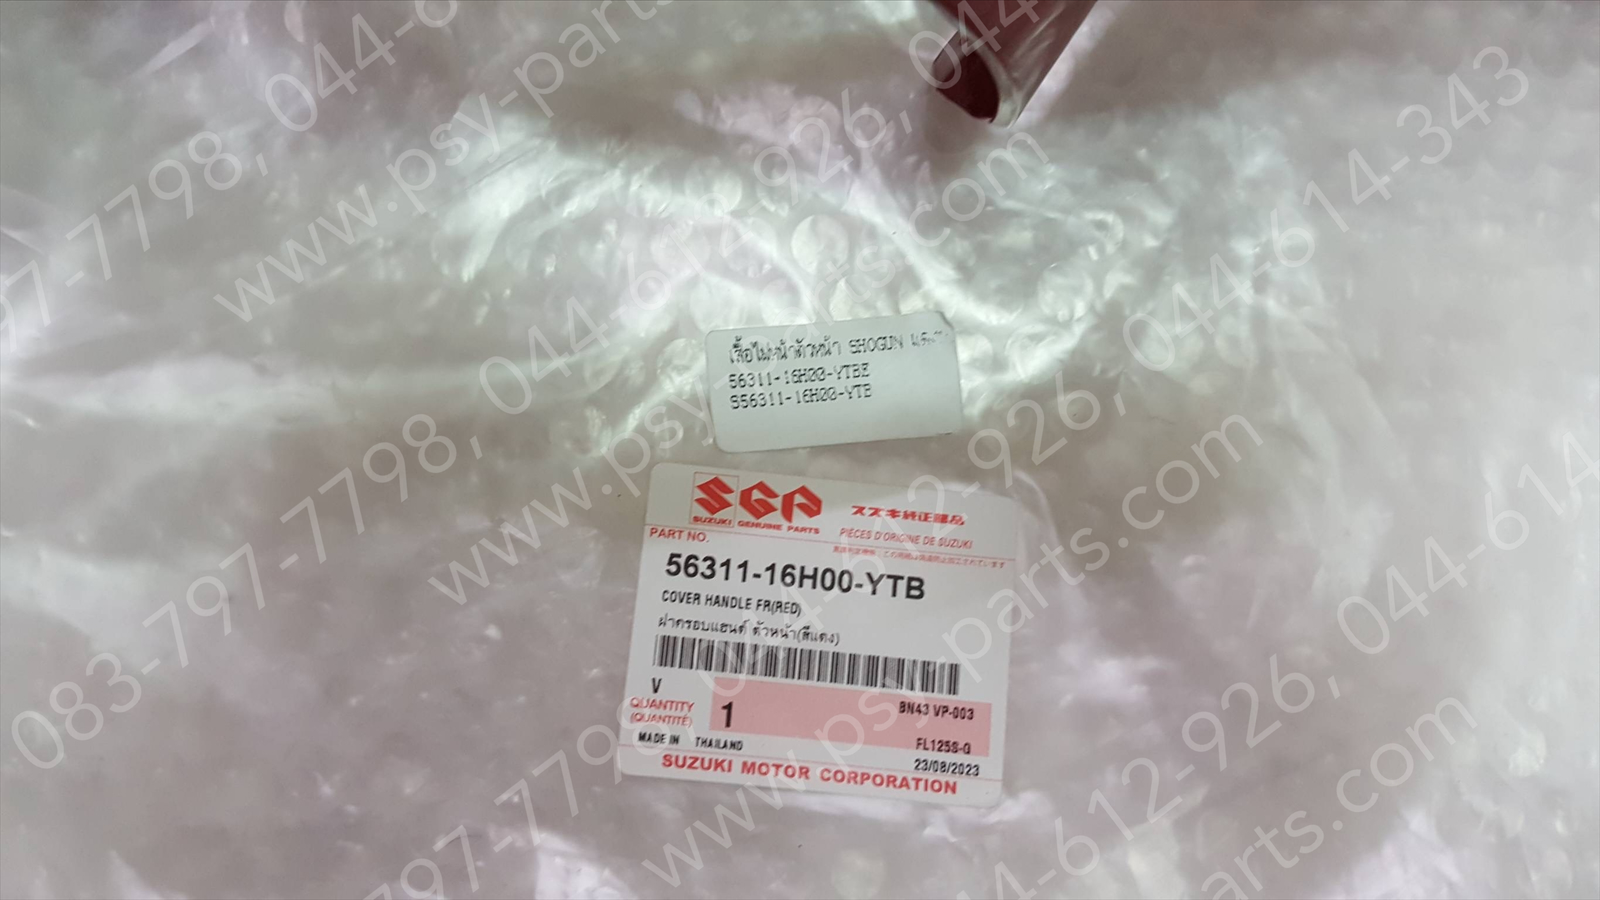 เสื้อไมหน้าตัวหน้า SHOGUN
56311-16H00-YTBE
S56311-16H00-YTB
SGP
SUZUKI GENUINE PARTS
スズキ純正部品
PIÈCES D'ORIGINE DE SUZUKI
PART NO.
56311-16H00-YTB
COVER HANDLE FR(RED)
ฝาครอบแฮนด์ ตัวหน้า(สีแดง)
V
QUANTITY
(QUANTITÉ)
1
BN43 VP-003
FL125S-Q
MADE IN THAILAND
23/08/2023
SUZUKI MOTOR CORPORATION
083-797-7798, 044-612-926, 044-614-343
www.psy-parts.com